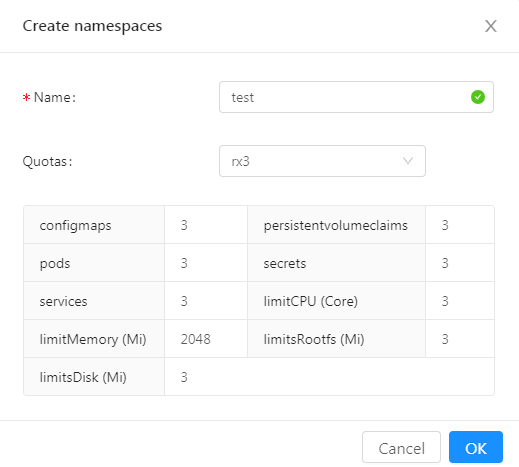 Create namespaces
* Name:
test
Quotas:
rx3
configmaps 3 persistentvolumeclaims 3
pods 3 secrets 3
services 3 limitCPU (Core) 3
limitMemory (Mi) 2048 limitsRootfs (Mi) 3
limitsDisk (Mi) 3
Cancel OK